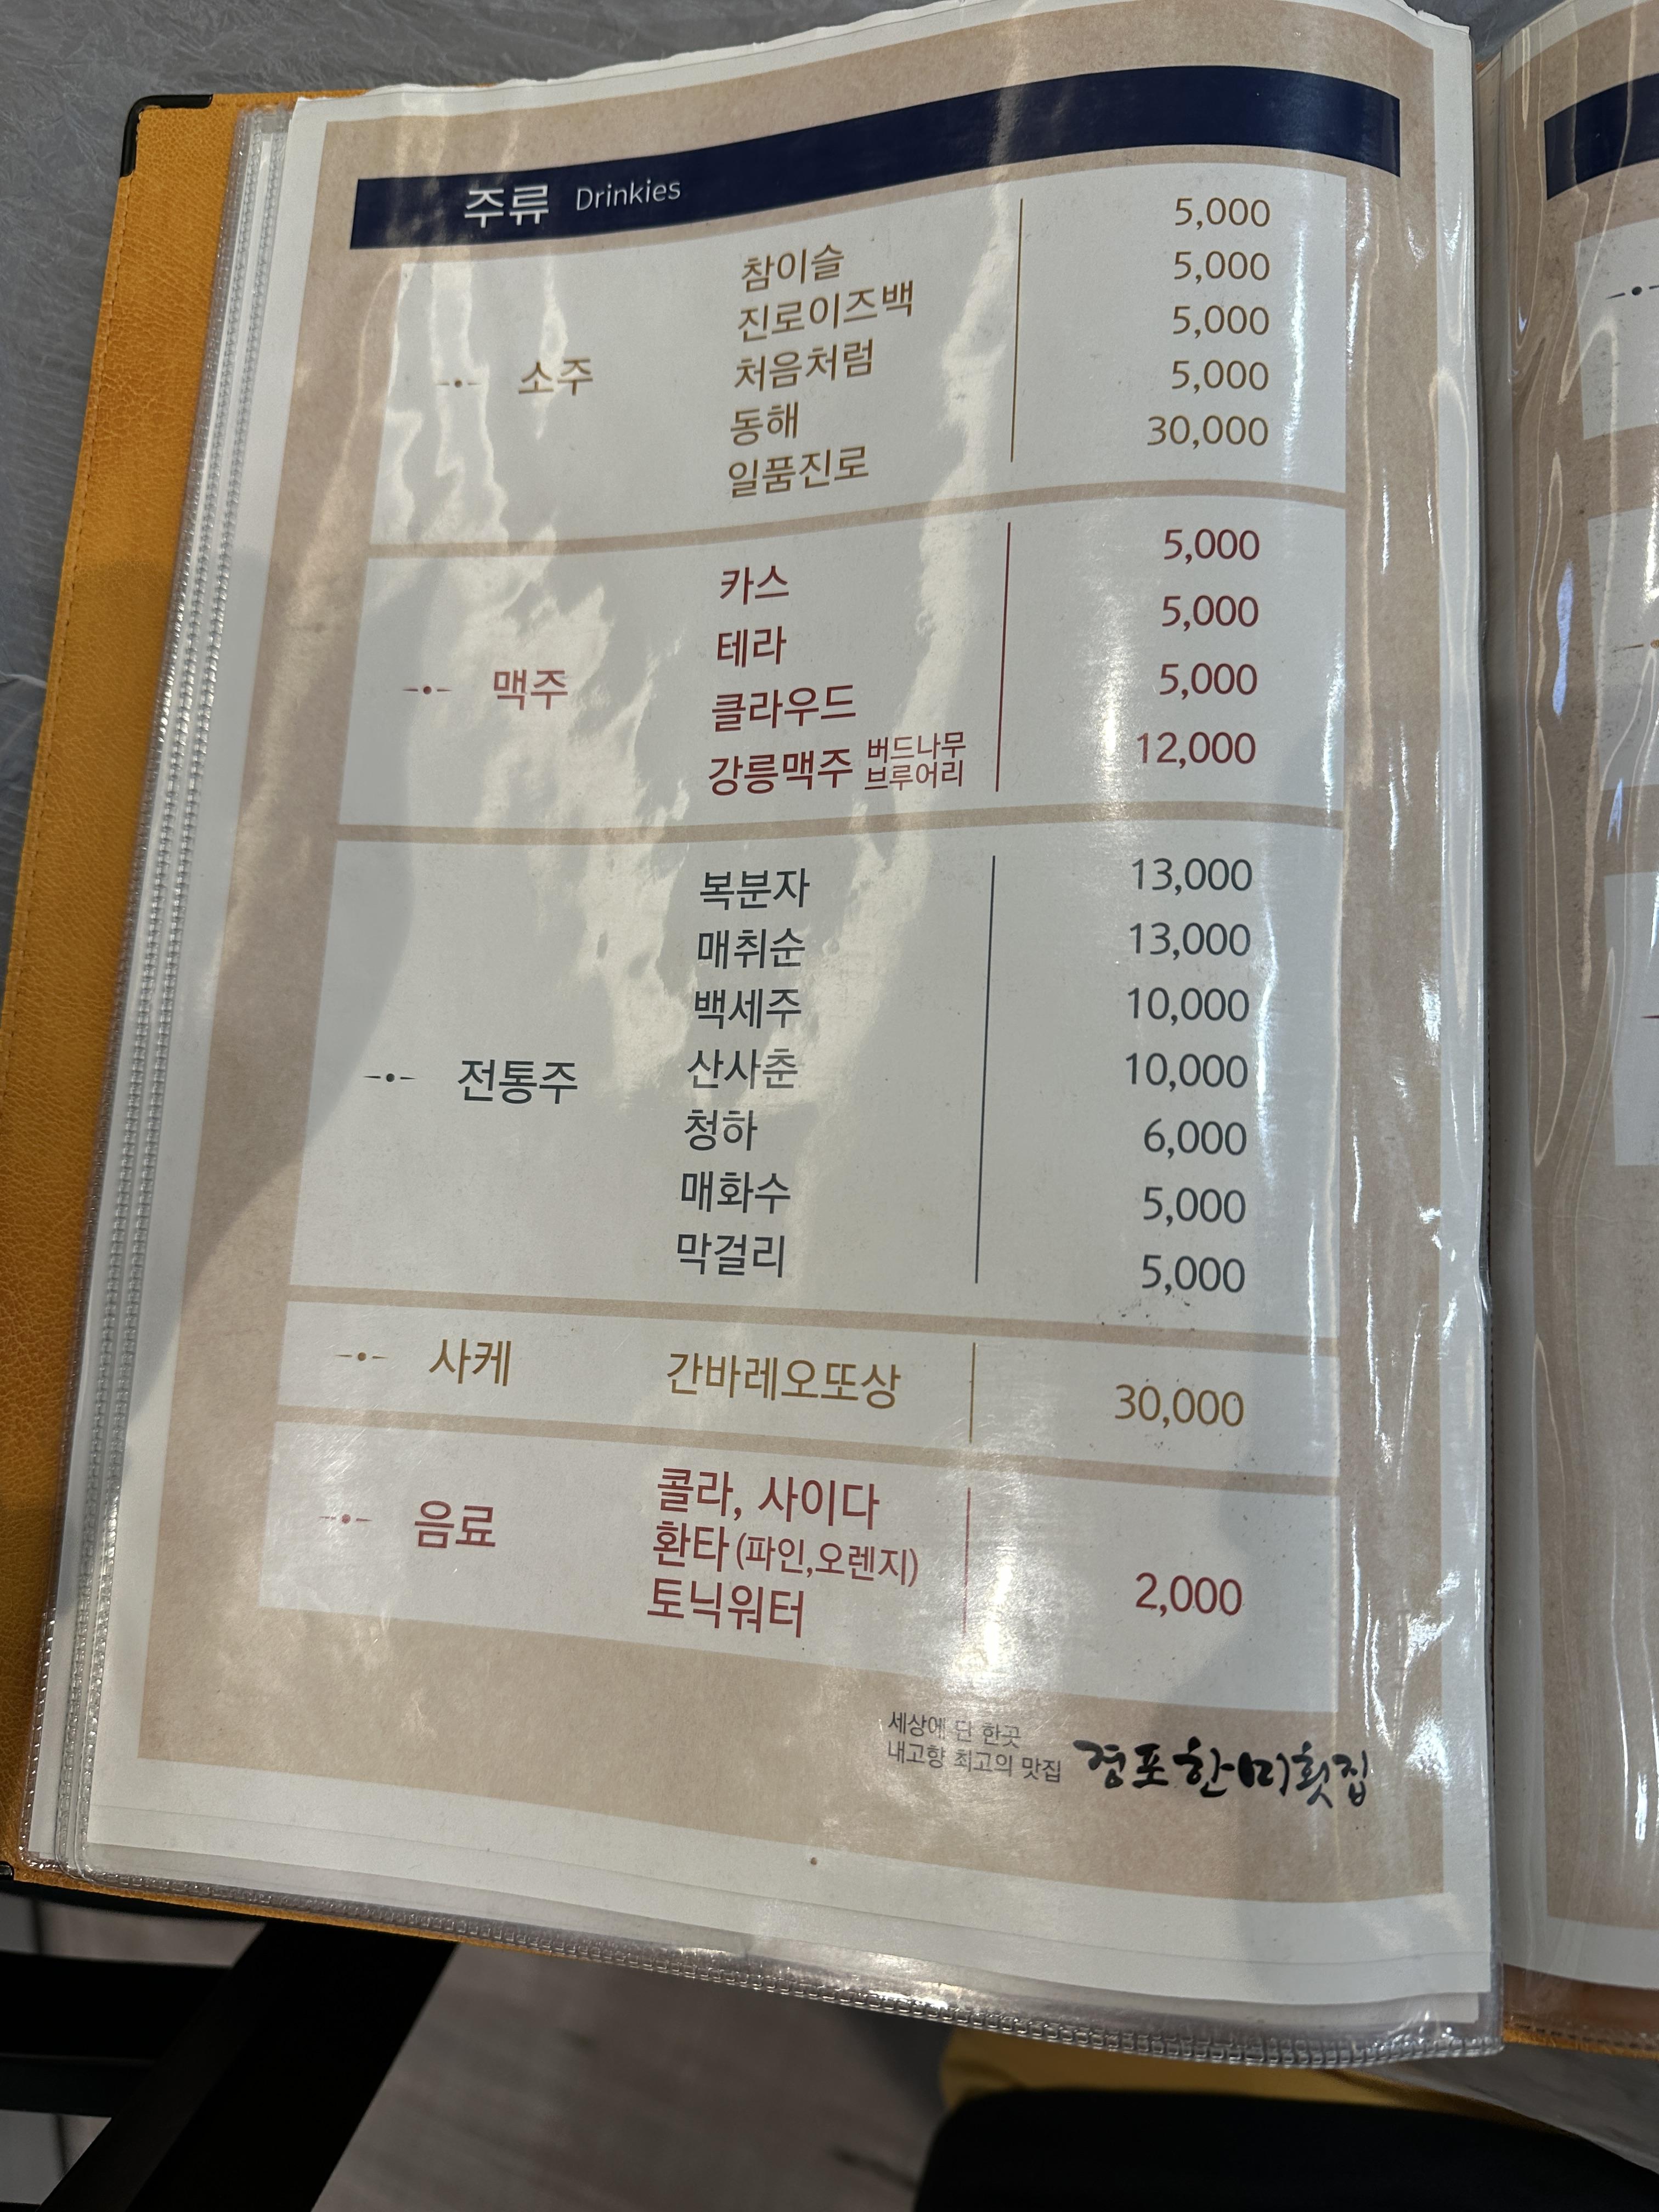 주류 Drinkies
소주
참이슬 5,000
진로이즈백 5,000
처음처럼 5,000
동해 5,000
일품진로 30,000
맥주
카스 5,000
테라 5,000
클라우드 5,000
강릉맥주 버드나무 브루어리 12,000
전통주
복분자 13,000
매취순 13,000
백세주 10,000
산사춘 10,000
청하 6,000
매화수 5,000
막걸리 5,000
사케 간바레오또상 30,000
음료
콜라, 사이다
환타 (파인,오렌지)
토닉워터
2,000
세상에 단 한곳
내고향 최고의 맛집
경포한미횟집